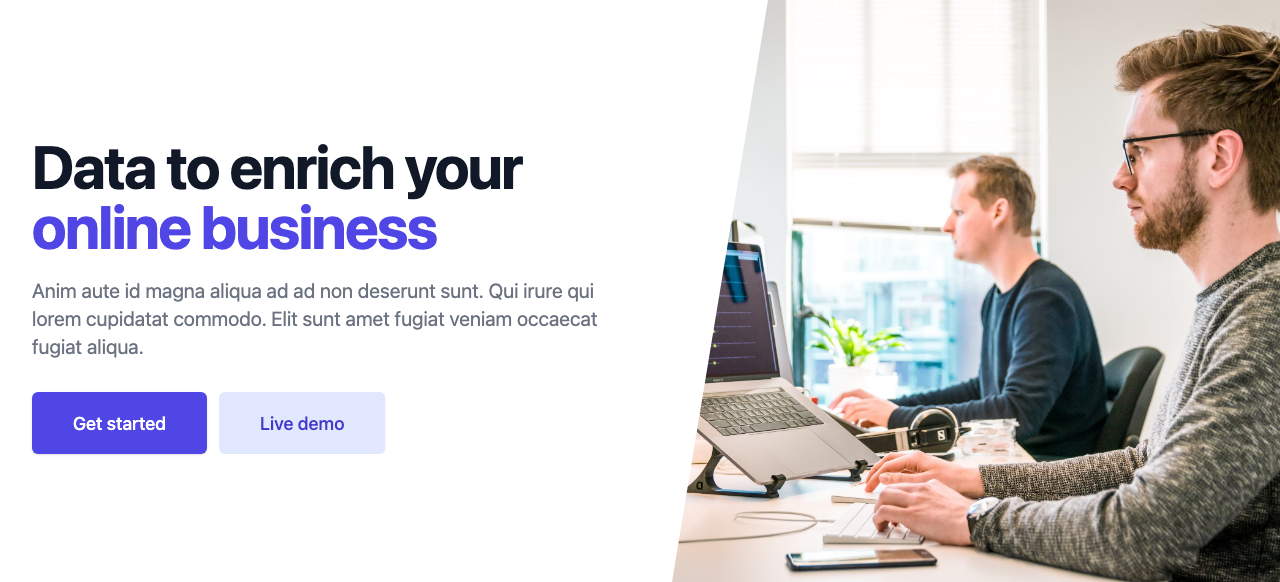 Data to enrich your
online business
Anim aute id magna aliqua ad ad non deserunt sunt. Qui irure qui
lorem cupidatat commodo. Elit sunt amet fugiat veniam occaecat
fugiat aliqua.
Get started
Live demo